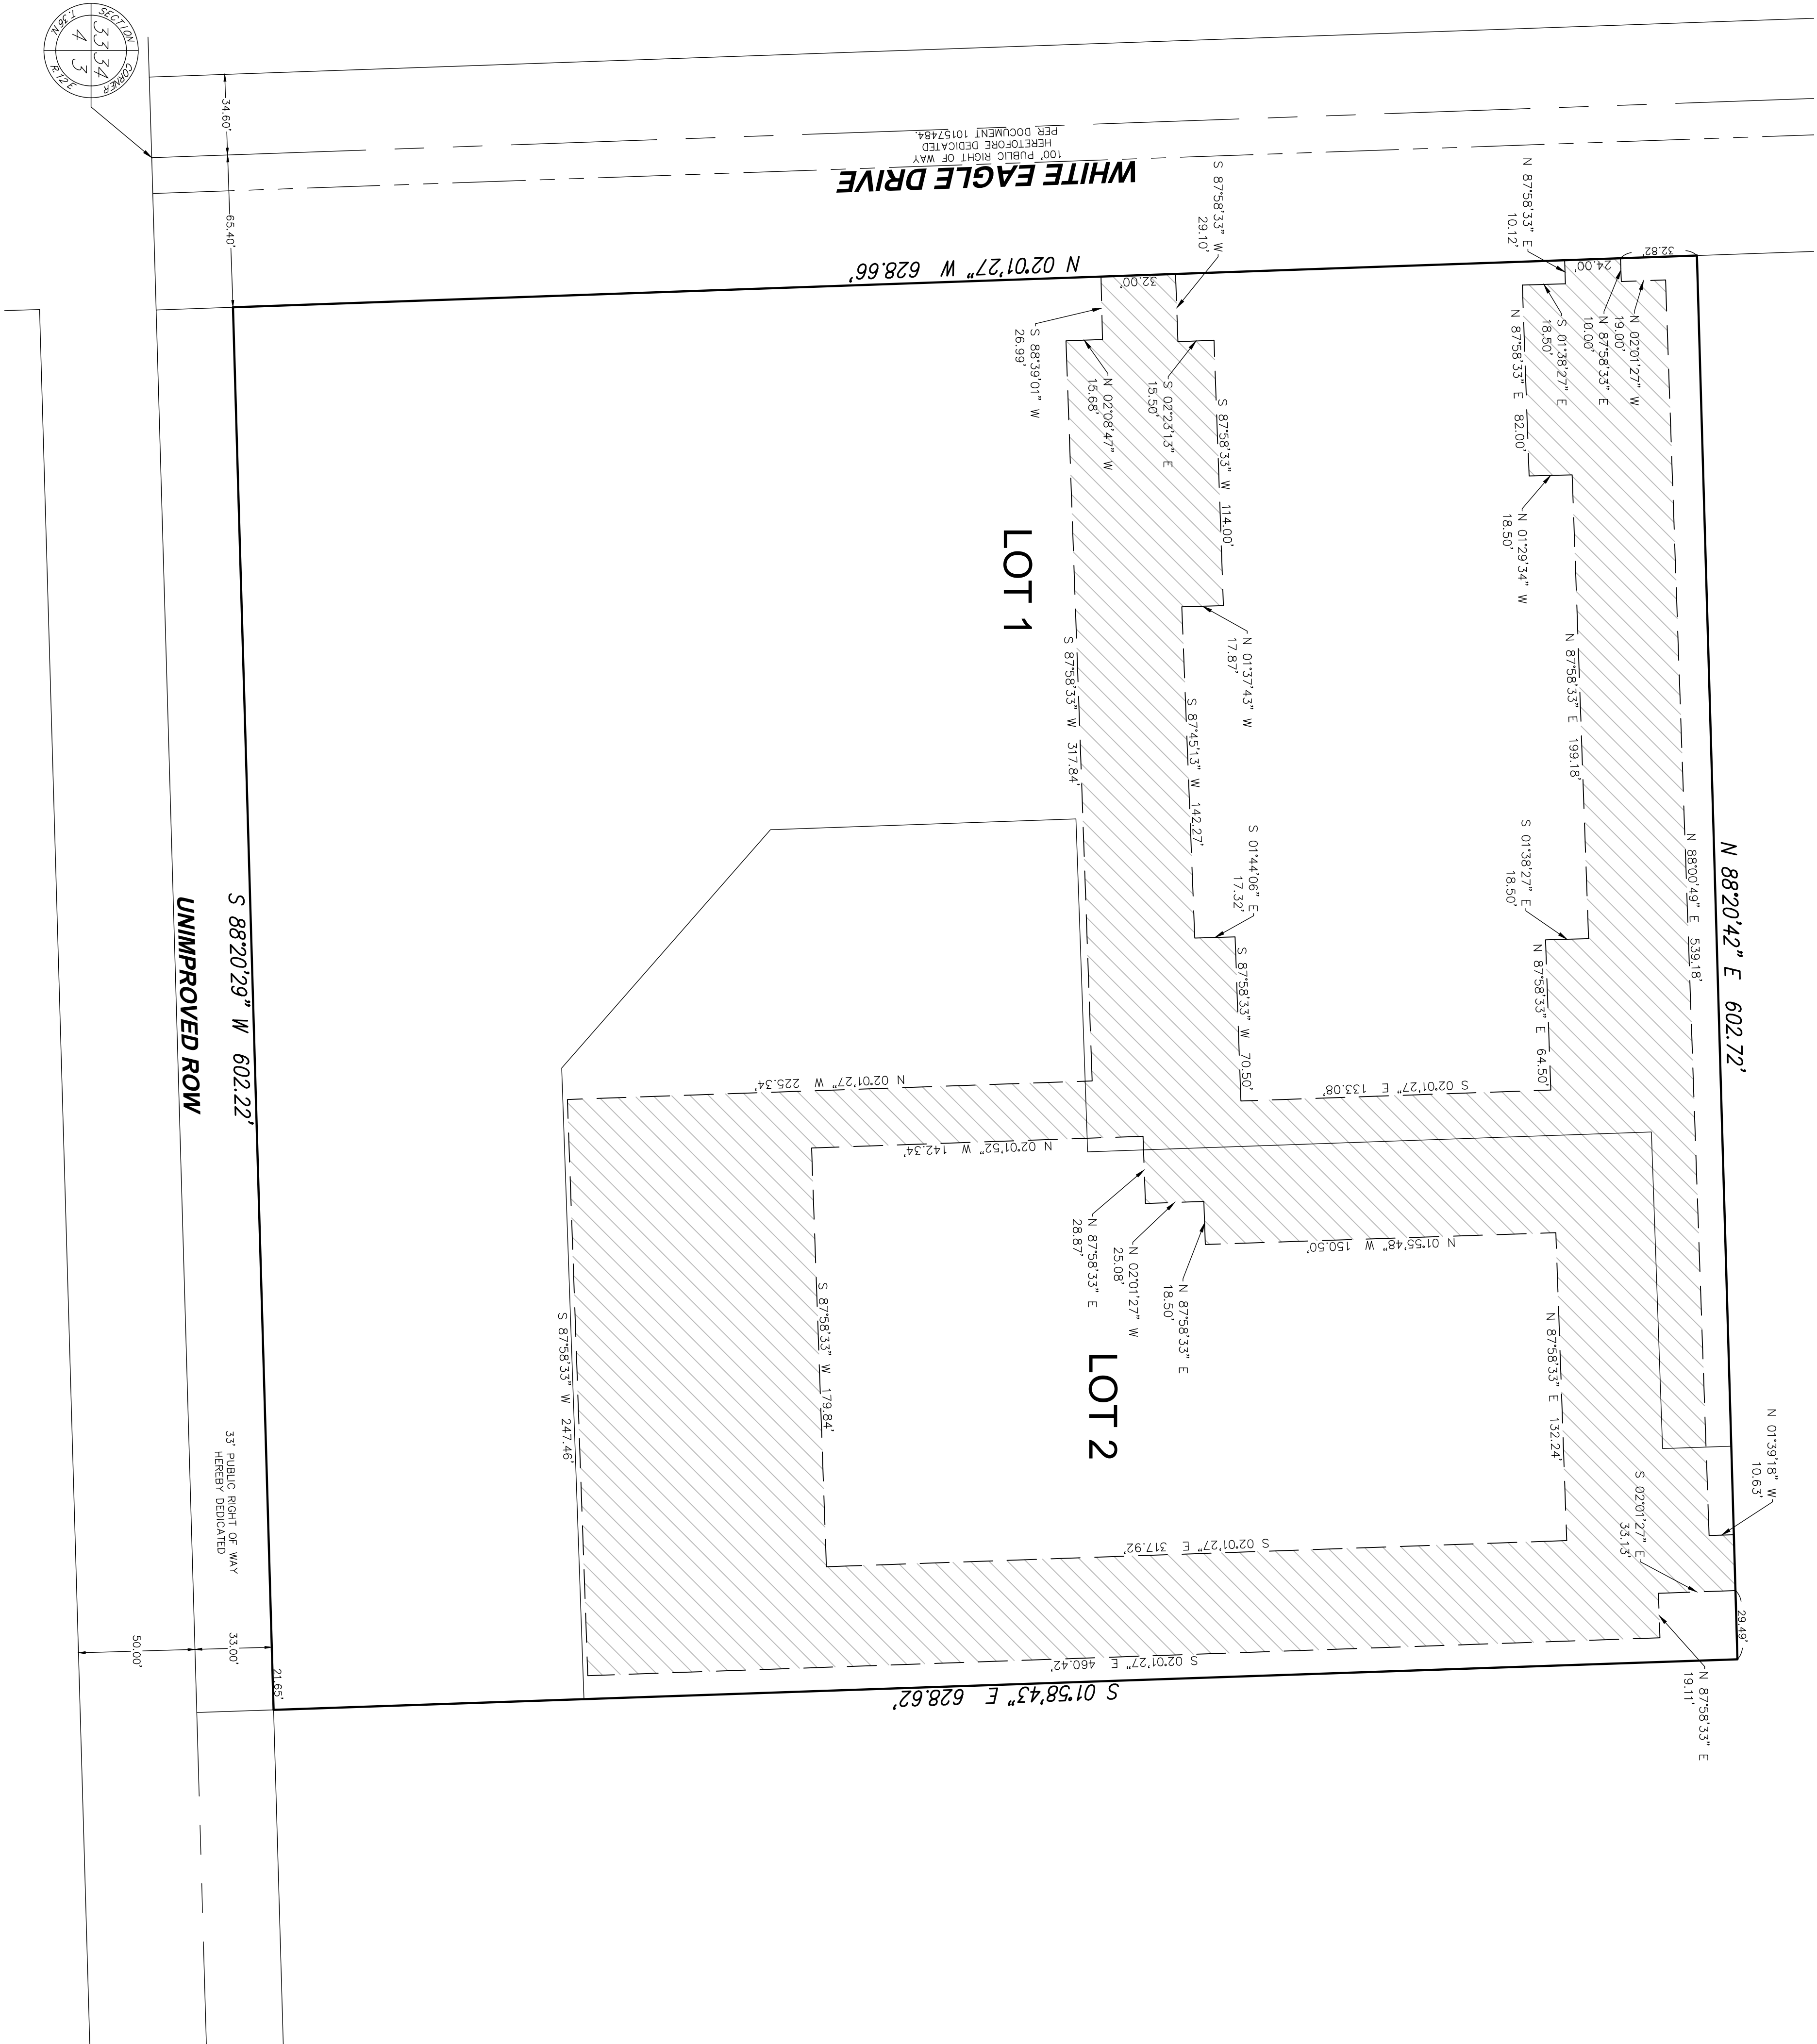 SECTION CORNER
33 34
4 3
T.36N.
R.12E.
34.60'
65.40'
100' PUBLIC RIGHT OF WAY
HERETOFORE DEDICATED
PER DOCUMENT 10157484.
WHITE EAGLE DRIVE
N 02°01'27" W 628.66'
S 87°58'33" W
29.10'
N 87°58'33" E
10.12'
32.82'
24.00'
32.00'
N 02°01'27" W
19.00'
N 87°58'33" E
10.00'
S 01°38'27" E
18.50'
N 87°58'33" E 82.00'
S 88°39'01" W
26.99'
N 02°08'47" W
15.68'
S 02°23'13" E
15.50'
S 87°58'33" W 114.00'
N 01°29'34" W
18.50'
LOT 1
N 01°37'43" W
17.87'
S 87°58'33" W 317.84'
S 87°45'13" W 142.27'
N 87°58'33" E 199.18'
S 01°44'06" E
17.32'
S 01°38'27" E
18.50'
N 88°00'49" E 539.18'
N 88°20'42" E 602.72'
S 87°58'33" W 70.50'
N 87°58'33" E 64.50'
S 02°01'27" E 133.08'
N 02°01'27" W 225.34'
N 02°01'52" W 142.34'
N 87°58'33" E
28.87'
N 02°01'27" W
25.08'
N 87°58'33" E
18.50'
N 01°55'48" W 150.50'
N 87°58'33" E 132.24'
LOT 2
S 87°58'33" W 179.84'
S 87°58'33" W 247.46'
S 02°01'27" E 317.92'
N 01°39'18" W
10.63'
S 02°01'27" E
33.13'
29.49'
N 87°58'33" E
19.11'
S 02°01'27" E 460.42'
S 01°58'43" E 628.62'
S 88°20'29" W 602.22'
UNIMPROVED ROW
33' PUBLIC RIGHT OF WAY
HEREBY DEDICATED
33.00'
50.00'
21.65'